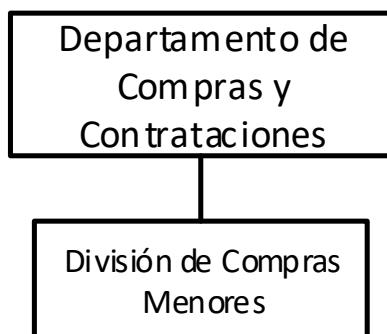 Departamento de
Compras y
Contrataciones
División de Compras
Menores